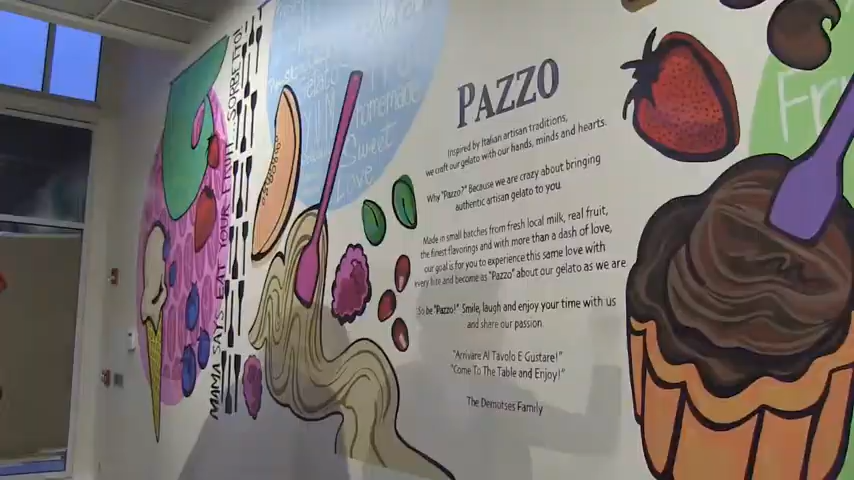 MAMA SAYS EAT YOUR FRUIT...SORBETTO!
homemade
Sweet
Love
PAZZO
Inspired by Italian artisan traditions,
we craft our gelato with our hands, minds and hearts.
Why "Pazzo?" Because we are crazy about bringing
authentic artisan gelato to you.
Made in small batches from fresh local milk, real fruit,
the finest flavorings and with more than a dash of love,
our goal is for you to experience this same love with
every bite and become as "Pazzo" about our gelato as we are.
So be "Pazzo!" Smile, laugh and enjoy your time with us
and share our passion.
"Arrivare Al Tavolo E Gustare!"
"Come To The Table and Enjoy!"
The Demotses Family